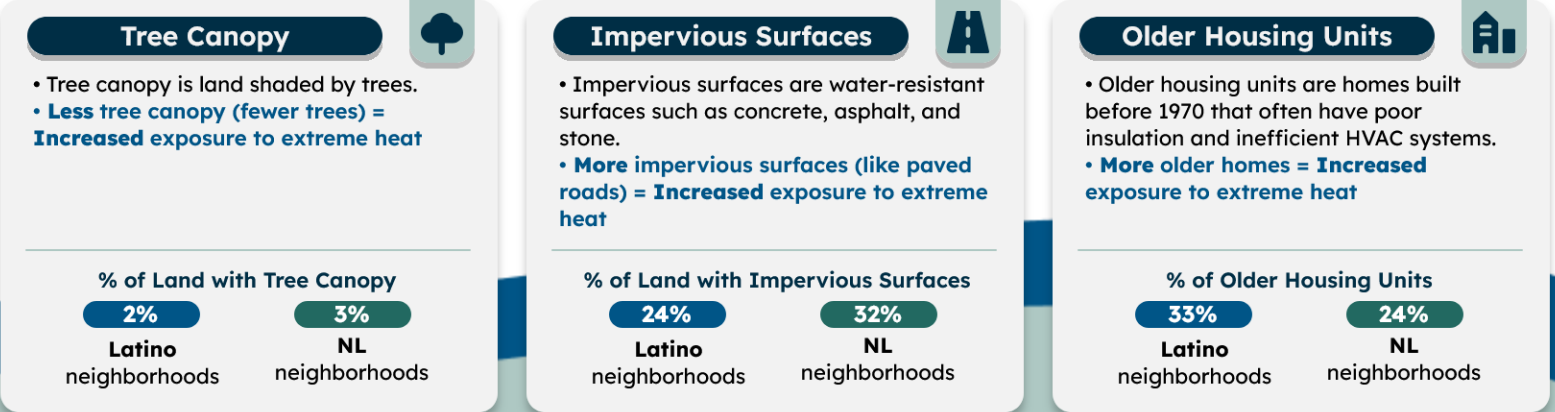 Tree Canopy
• Tree canopy is land shaded by trees.
• Less tree canopy (fewer trees) =
Increased exposure to extreme heat
% of Land with Tree Canopy
2%
Latino
neighborhoods
3%
NL
neighborhoods
Impervious Surfaces
• Impervious surfaces are water-resistant
surfaces such as concrete, asphalt, and
stone.
• More impervious surfaces (like paved
roads) = Increased exposure to extreme
heat
% of Land with Impervious Surfaces
24%
Latino
neighborhoods
32%
NL
neighborhoods
Older Housing Units
• Older housing units are homes built
before 1970 that often have poor
insulation and inefficient HVAC systems.
• More older homes = Increased
exposure to extreme heat
% of Older Housing Units
33%
Latino
neighborhoods
24%
NL
neighborhoods